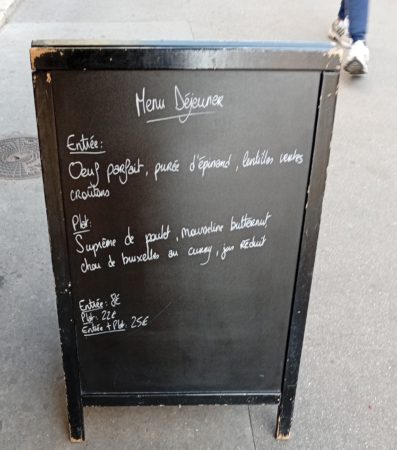 Menu Déjeuner
Entrée:
Oeuf parfait, purée d'épinard, lentilles vertes
croutons
Plat:
Suprême de poulet, mousseline butternut
chou de bruxelles au curry, jus REduit
Entrée: 8€
Plat: 22€
Entrée + Plat: 25€